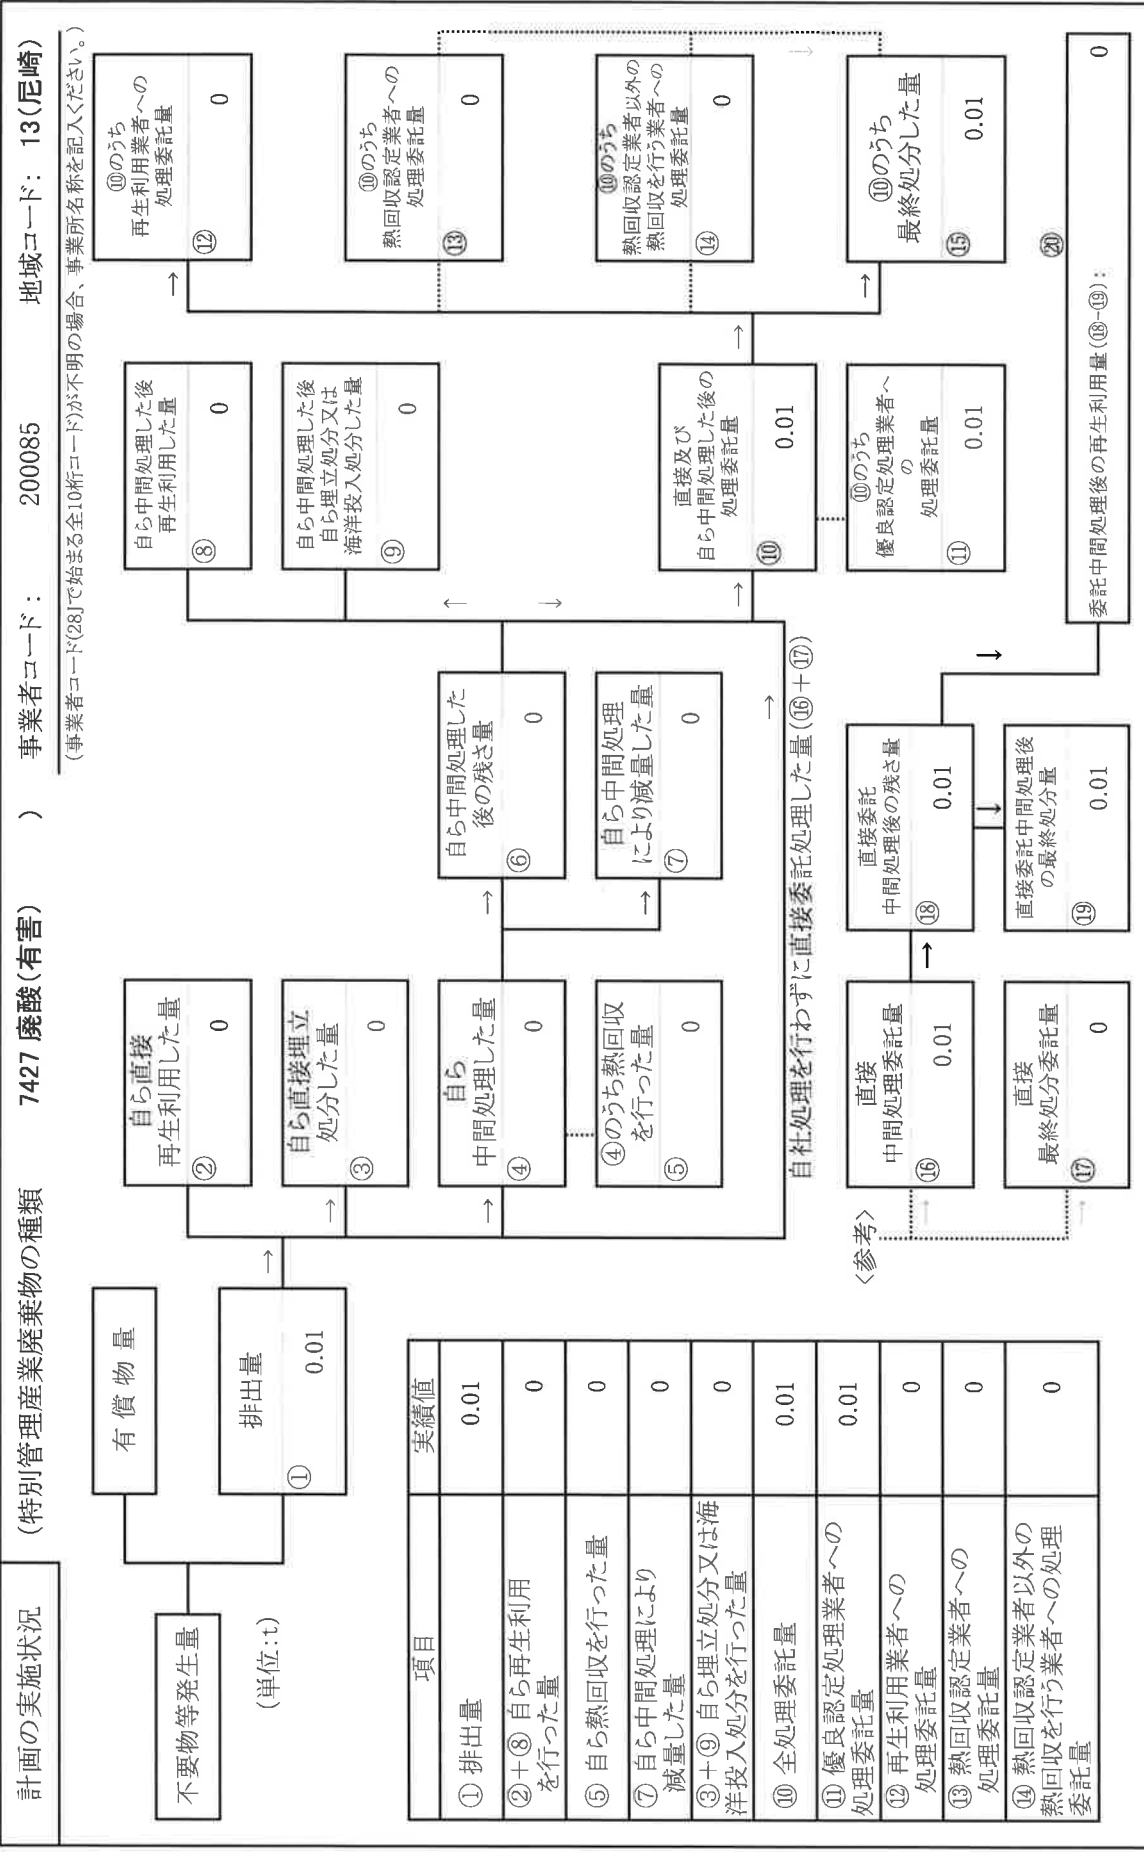 計画の実施状況
(特別管理産業廃棄物の種類
7427 廃酸(有害)
)
事業者コード:
200085
地域コード:
13(尼崎)
(事業者コード(「28」で始まる全10桁コード)が不明の場合、事業所名称を記入ください。)
不要物等発生量
(単位:t)
有償物量
排出量
① 0.01
→
自ら直接
再生利用した量
② 0
自ら直接埋立
処分した量
③ 0
→
自ら
中間処理した量
④ 0
→
④のうち熱回収
を行った量
⑤ 0
自ら中間処理した
後の残さ量
⑥ 0
→
自ら中間処理
により減量した量
⑦ 0
→
自ら中間処理した後
再生利用した量
⑧ 0
自ら中間処理した後
自ら埋立処分又は
海洋投入処分した量
⑨ 0
↑
↓
直接及び
自ら中間処理した後の
処理委託量
⑩ 0.01
→
→
→
⑩のうち
優良認定処理業者へ
の
処理委託量
⑪ 0.01
⑩のうち
再生利用業者への
処理委託量
⑫ 0
→
⑩のうち
熱回収認定業者への
処理委託量
⑬ 0
⑩のうち
熱回収認定業者以外の
熱回収を行う業者への
処理委託量
⑭ 0
⑩のうち
最終処分した量
⑮ 0.01
→
↓
自社処理を行わずに直接委託処理した量(⑯+⑰)
<参考>
直接
中間処理委託量
⑯ 0.01
→
直接
最終処分委託量
⑰ 0
→
直接委託
中間処理後の残さ量
⑱ 0.01
→
↓
直接委託中間処理後
の最終処分量
⑲ 0.01
↓
⑳
委託中間処理後の再生利用量(⑱-⑲): 0
項目 実績値
① 排出量 0.01
②+⑧ 自ら再生利用
を行った量 0
⑤ 自ら熱回収を行った量 0
⑦ 自ら中間処理により
減量した量 0
③+⑨ 自ら埋立処分又は海
洋投入処分を行った量 0
⑩ 全処理委託量 0.01
⑪ 優良認定処理業者への
処理委託量 0.01
⑫ 再生利用業者への
処理委託量 0
⑬ 熱回収認定業者への
処理委託量 0
⑭ 熱回収認定業者以外の
熱回収を行う業者への処理
委託量 0